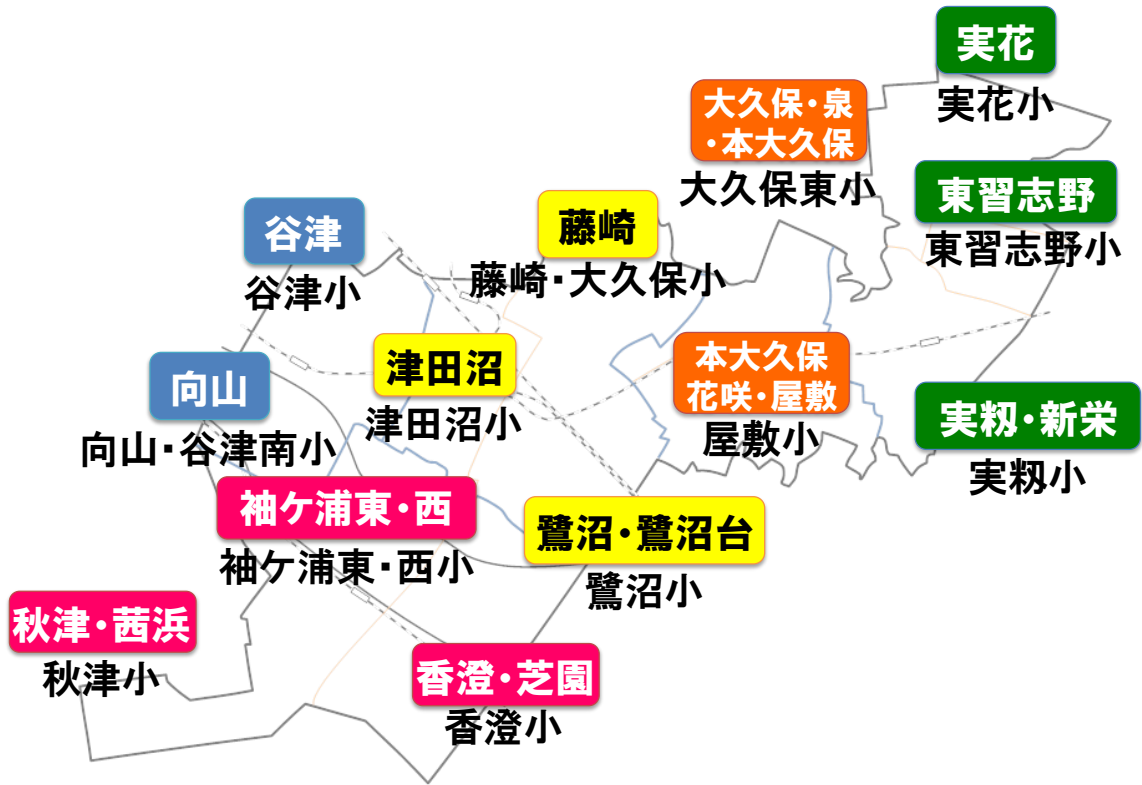 実花
実花小
大久保・泉
・本大久保
大久保東小
東習志野
東習志野小
谷津
谷津小
藤崎
藤崎・大久保小
津田沼
津田沼小
本大久保
花咲・屋敷
屋敷小
向山
向山・谷津南小
実籾・新栄
実籾小
袖ケ浦東・西
袖ケ浦東・西小
鷺沼・鷺沼台
鷺沼小
秋津・茜浜
秋津小
香澄・芝園
香澄小